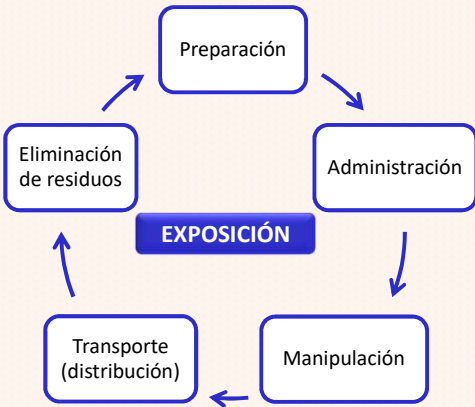 Preparación
Administración
Manipulación
Transporte
(distribución)
Eliminación
de residuos
EXPOSICIÓN